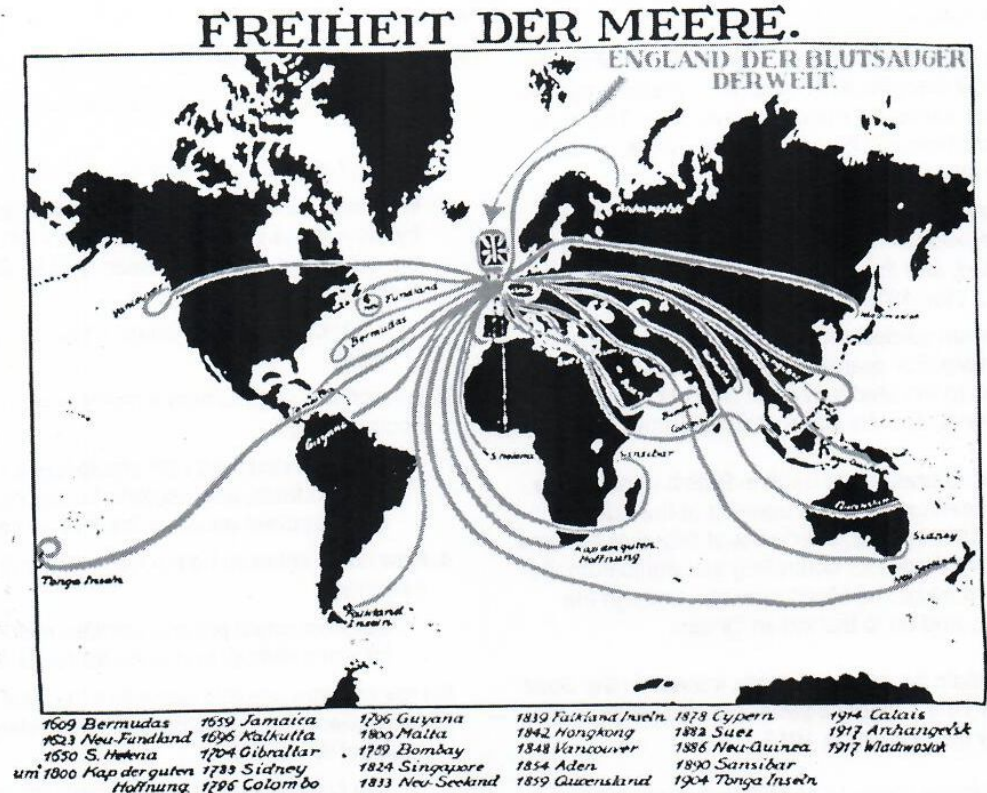 FREIHEIT DER MEERE.
ENGLAND DER BLUTSAUGER
DER WELT.
Archangelsk
Vancouver
Fundland
Bermudas
Guyana
S. Helena
Sansibar
Kap der guten
Hoffnung
Sidney
Neu Seeland
Tonga Inseln
Falkland
Inseln
1609 Bermudas
1623 Neu-Fundland
1650 S. Helena
um 1800 Kap der guten
Hoffnung
1659 Jamaica
1696 Kalkutta
1704 Gibraltar
1788 Sidney
1796 Colombo
1796 Guyana
1800 Malta
1769 Bombay
1824 Singapore
1833 Neu-Seeland
1839 Falkland Inseln
1842 Hongkong
1848 Vancouver
1854 Aden
1859 Queensland
1878 Cypern
1882 Suez
1886 Neu-Guinea
1890 Sansibar
1904 Tonga Inseln
1914 Calais
1917 Archangelsk
1917 Wladiwostok